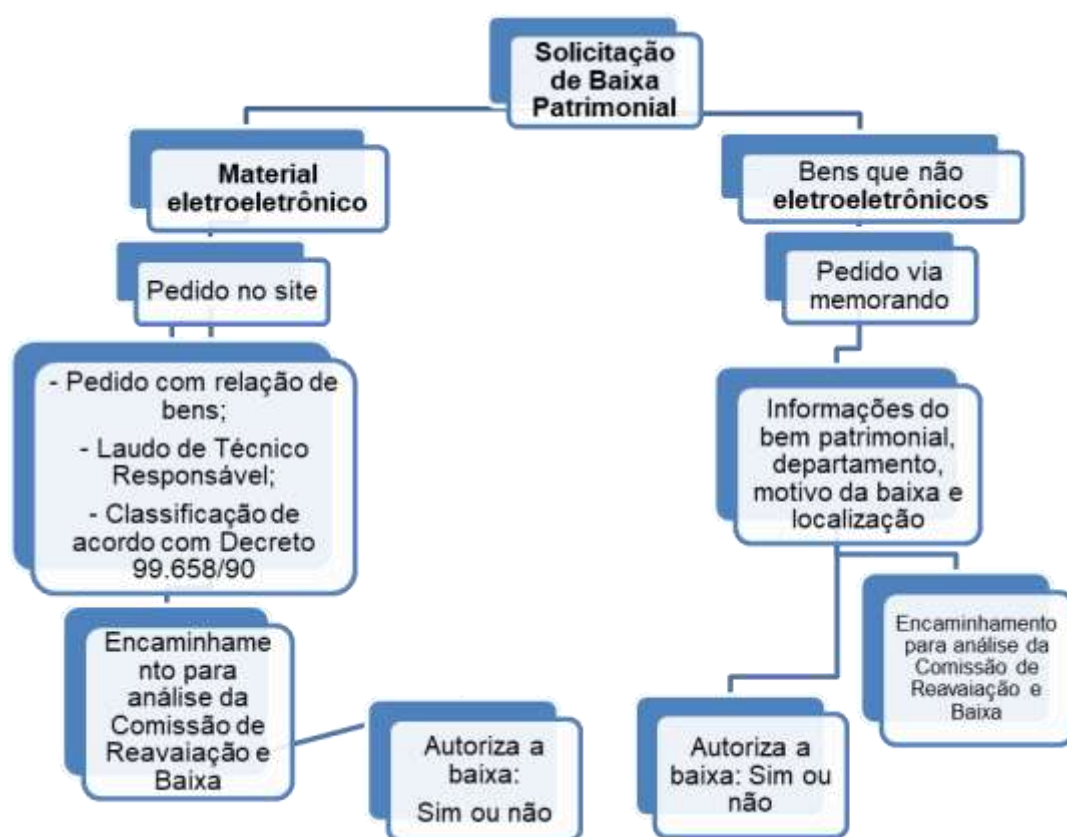 Solicitação
de Baixa
Patrimonial
Material
eletroeletrônico
Pedido no site
- Pedido com relação de
bens;
- Laudo de Técnico
Responsável;
- Classificação de
acordo com Decreto
99.658/90
Encaminhame
nto para
análise da
Comissão de
Reavaiação e
Baixa
Autoriza a
baixa:
Sim ou não
Bens que não
eletroeletrônicos
Pedido via
memorando
Informações do
bem patrimonial,
departamento,
motivo da baixa e
localização
Encaminhamento
para análise da
Comissão de
Reavaiação e
Baixa
Autoriza a
baixa: Sim ou
não